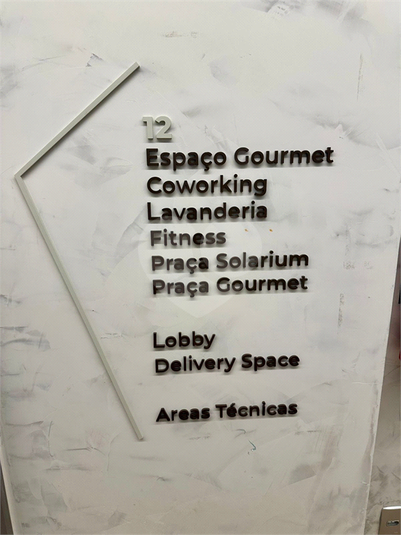 12
Espaço Gourmet
Coworking
Lavanderia
Fitness
Praça Solarium
Praça Gourmet
Lobby
Delivery Space
Areas Técnicas